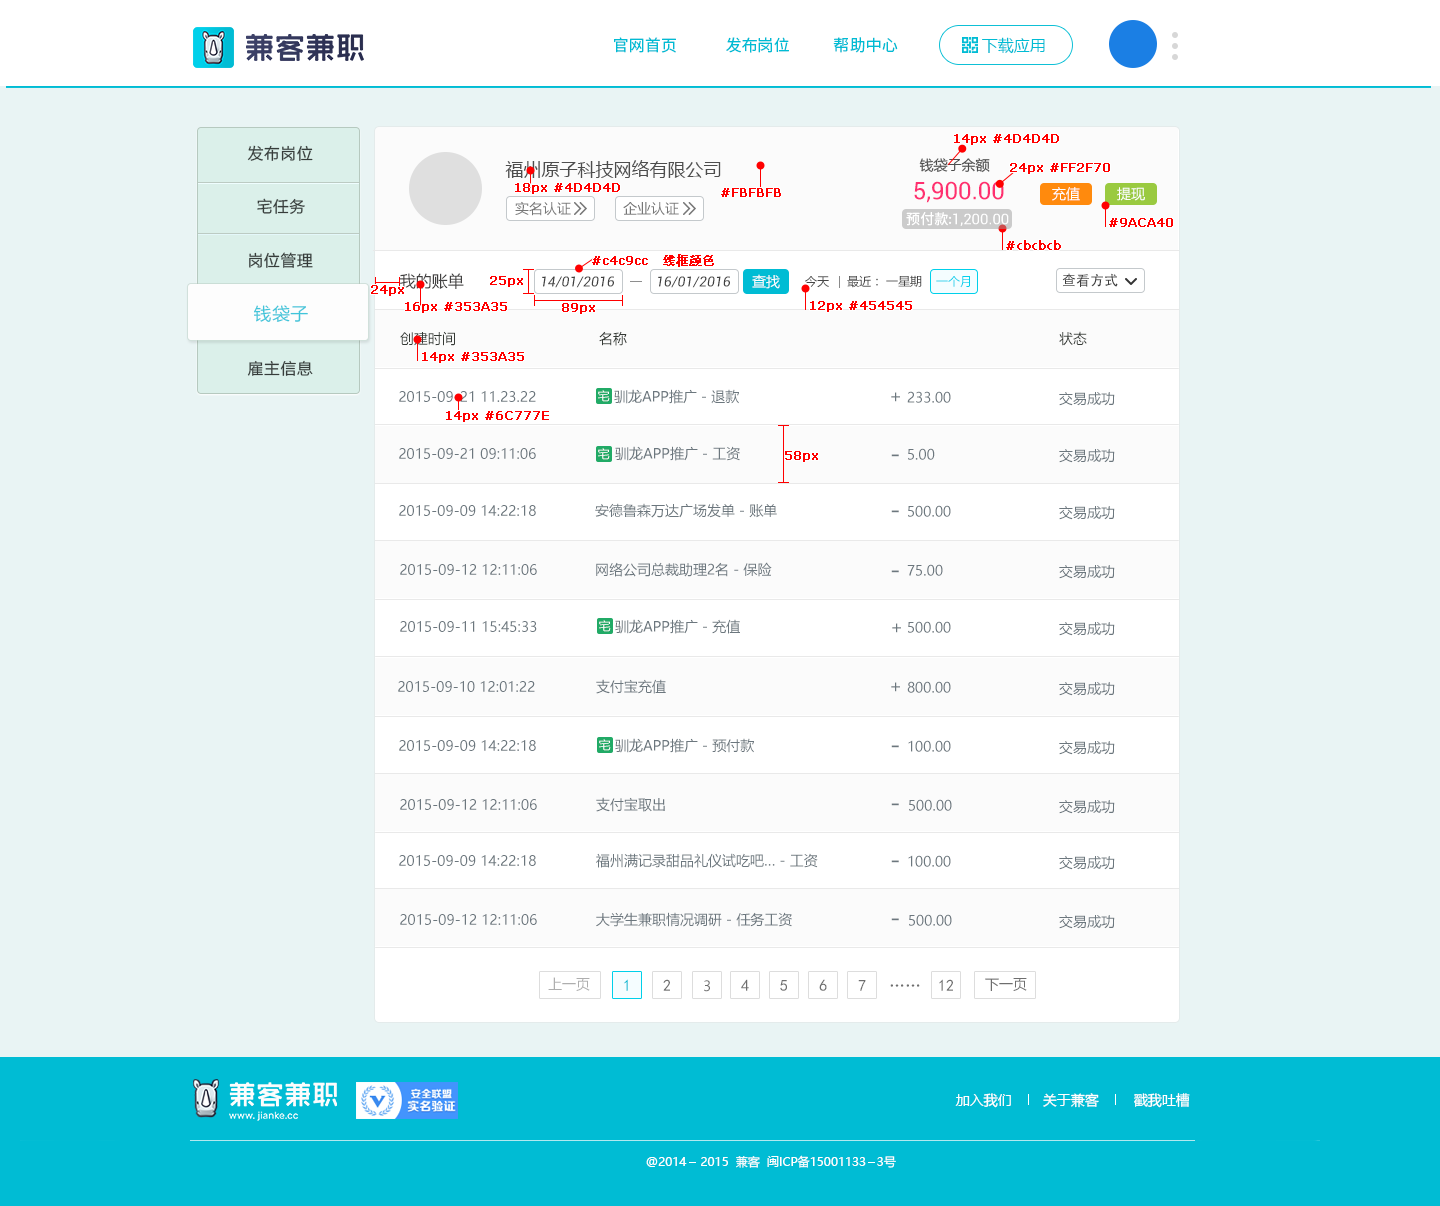 兼客兼职
官网首页
发布岗位
帮助中心
下载应用
发布岗位
宅任务
岗位管理
钱袋子
雇主信息
福州原子科技网络有限公司
18px #4D4D4D
实名认证
企业认证
#FBFBFB
14px #4D4D4D
钱袋子余额
24px #FF2F70
5,900.00
充值
提现
预付款:1,200.00
#9ACA40
#cbcbcb
我的账单
24px
16px #353A35
25px
#c4c9cc 线框颜色
14/01/2016 — 16/01/2016
89px
查找
今天 | 最近： 一星期 一个月
12px #454545
查看方式
创建时间 名称 状态
14px #353A35
2015-09-21 11.23.22 宅 驯龙APP推广 - 退款 + 233.00 交易成功
14px #6C777E
2015-09-21 09:11:06 宅 驯龙APP推广 - 工资 - 5.00 交易成功
58px
2015-09-09 14:22:18 安德鲁森万达广场发单 - 账单 - 500.00 交易成功
2015-09-12 12:11:06 网络公司总裁助理2名 - 保险 - 75.00 交易成功
2015-09-11 15:45:33 宅 驯龙APP推广 - 充值 + 500.00 交易成功
2015-09-10 12:01:22 支付宝充值 + 800.00 交易成功
2015-09-09 14:22:18 宅 驯龙APP推广 - 预付款 - 100.00 交易成功
2015-09-12 12:11:06 支付宝取出 - 500.00 交易成功
2015-09-09 14:22:18 福州满记录甜品礼仪试吃吧... - 工资 - 100.00 交易成功
2015-09-12 12:11:06 大学生兼职情况调研 - 任务工资 - 500.00 交易成功
上一页 1 2 3 4 5 6 7 …… 12 下一页
兼客兼职
www.jianke.cc
安全联盟
实名验证
加入我们 | 关于兼客 | 戳我吐槽
@2014－2015 兼客 闽ICP备15001133－3号